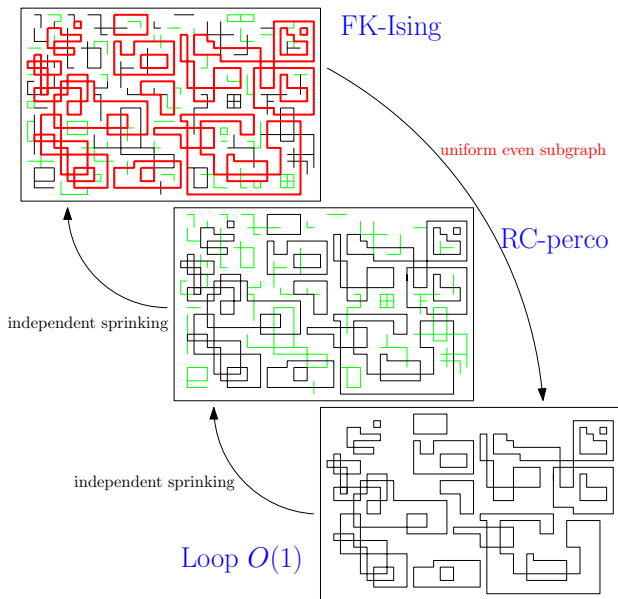 FK-Ising
uniform even subgraph
RC-perco
independent sprinking
independent sprinking
Loop O(1)